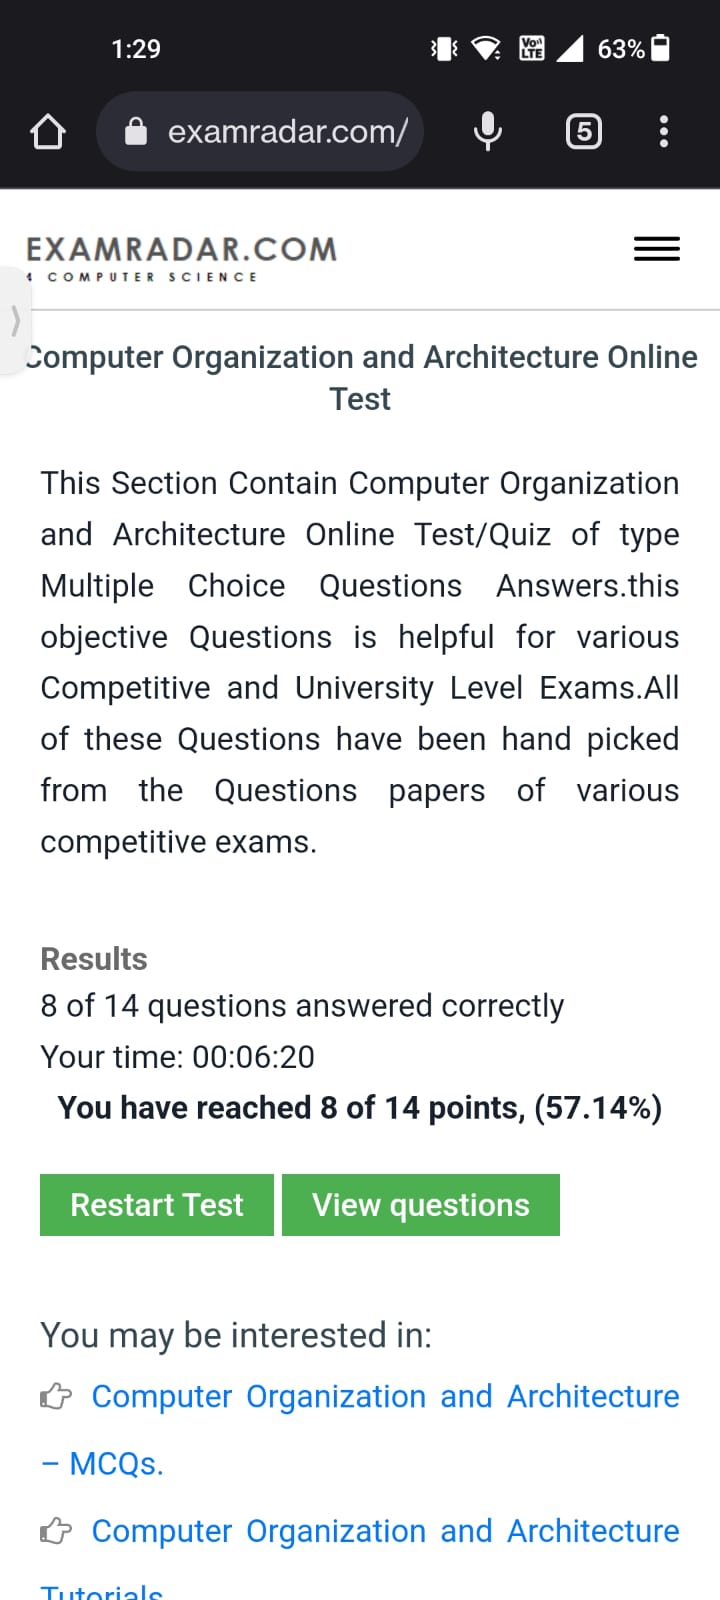 1:29
Vo))
LTE
63%
examradar.com/
5
EXAMRADAR.COM
4 COMPUTER SCIENCE
Computer Organization and Architecture Online
Test
This Section Contain Computer Organization
and Architecture Online Test/Quiz of type
Multiple Choice Questions Answers.this
objective Questions is helpful for various
Competitive and University Level Exams.All
of these Questions have been hand picked
from the Questions papers of various
competitive exams.
Results
8 of 14 questions answered correctly
Your time: 00:06:20
You have reached 8 of 14 points, (57.14%)
Restart Test
View questions
You may be interested in:
Computer Organization and Architecture
– MCQs.
Computer Organization and Architecture
Tutorials